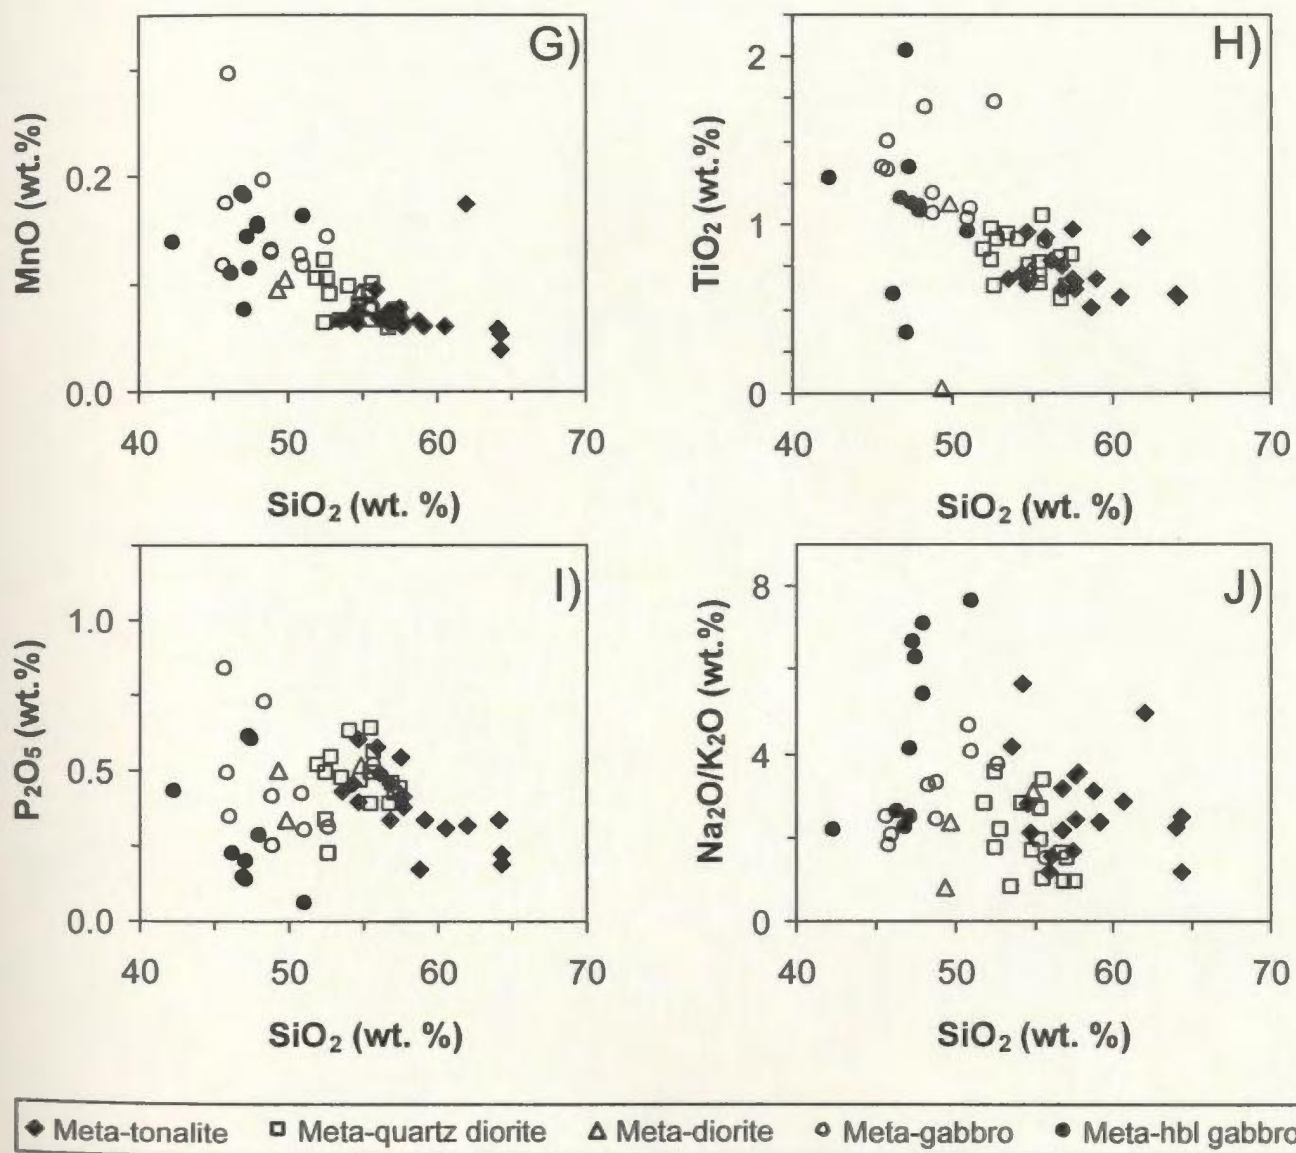 G)
MnO (wt.%)
0.2
0.0
40 50 60 70
SiO₂ (wt. %)
H)
TiO₂ (wt.%)
2
1
0
40 50 60 70
SiO₂ (wt. %)
I)
P₂O₅ (wt.%)
1.0
0.5
0.0
40 50 60 70
SiO₂ (wt. %)
J)
Na₂O/K₂O (wt.%)
8
4
0
40 50 60 70
SiO₂ (wt. %)
Meta-tonalite Meta-quartz diorite Meta-diorite Meta-gabbro Meta-hbl gabbro